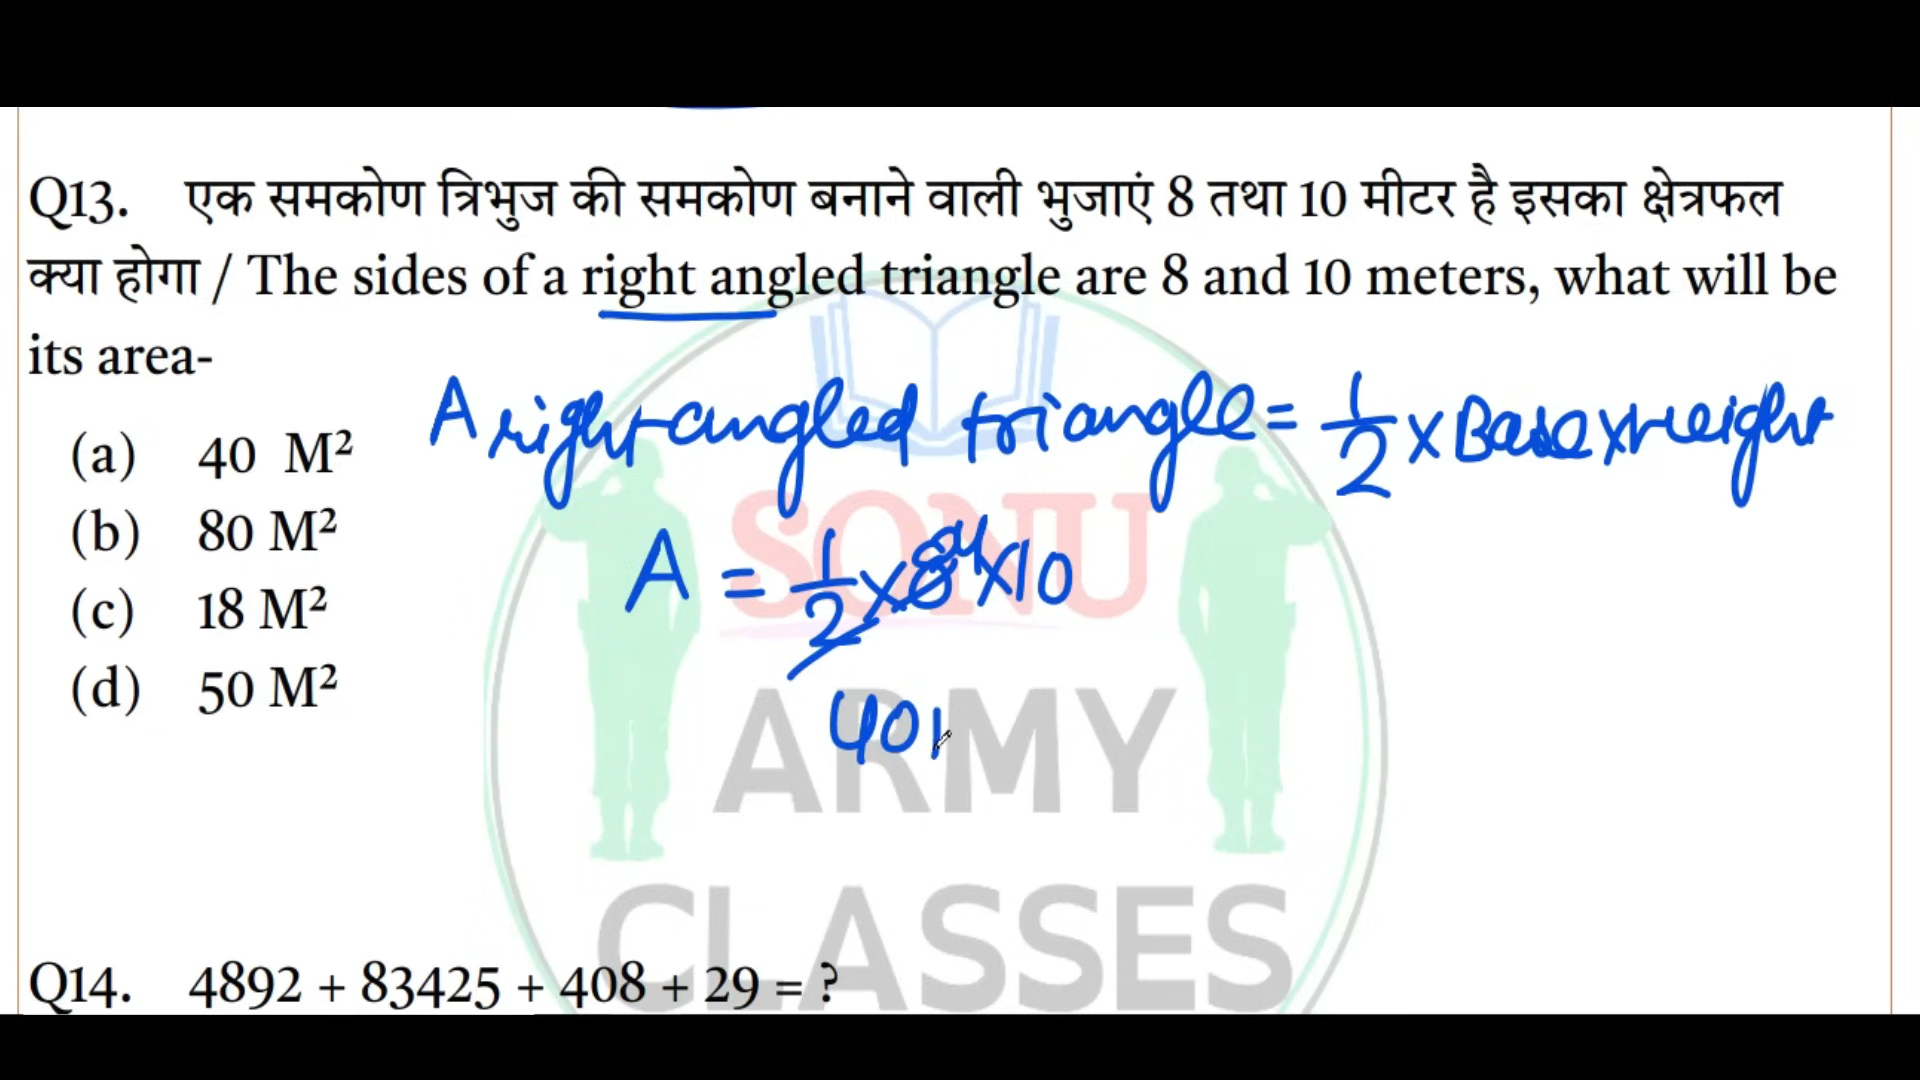 Q13. एक समकोण त्रिभुज की समकोण बनाने वाली भुजाएं 8 तथा 10 मीटर है इसका क्षेत्रफल
क्या होगा / The sides of a right angled triangle are 8 and 10 meters, what will be
its area-
A right-angled triangle = 1/2 × Base × Height
(a) 40 M²
(b) 80 M²
(c) 18 M²
(d) 50 M²
A = 1/2 × 8 4 × 10
40
SONU
ARMY
CLASSES
Q14. 4892 + 83425 + 408 + 29 = ?